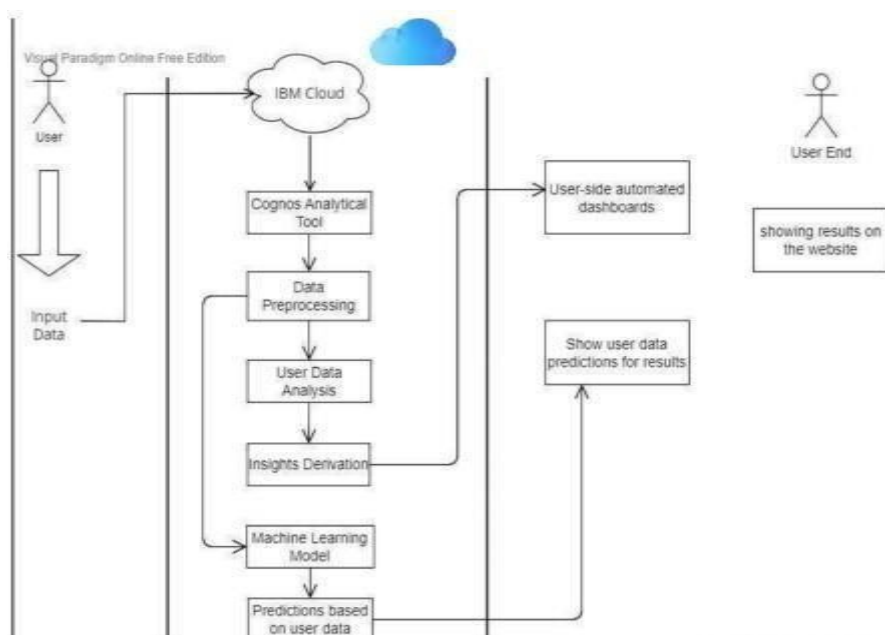 Visual Paradigm Online Free Edition
User
Input
Data
IBM Cloud
Cognos Analytical
Tool
Data
Preprocessing
User Data
Analysis
Insights Derivation
Machine Learning
Model
Predictions based
on user data
User-side automated
dashboards
Show user data
predictions for results
User End
showing results on
the website